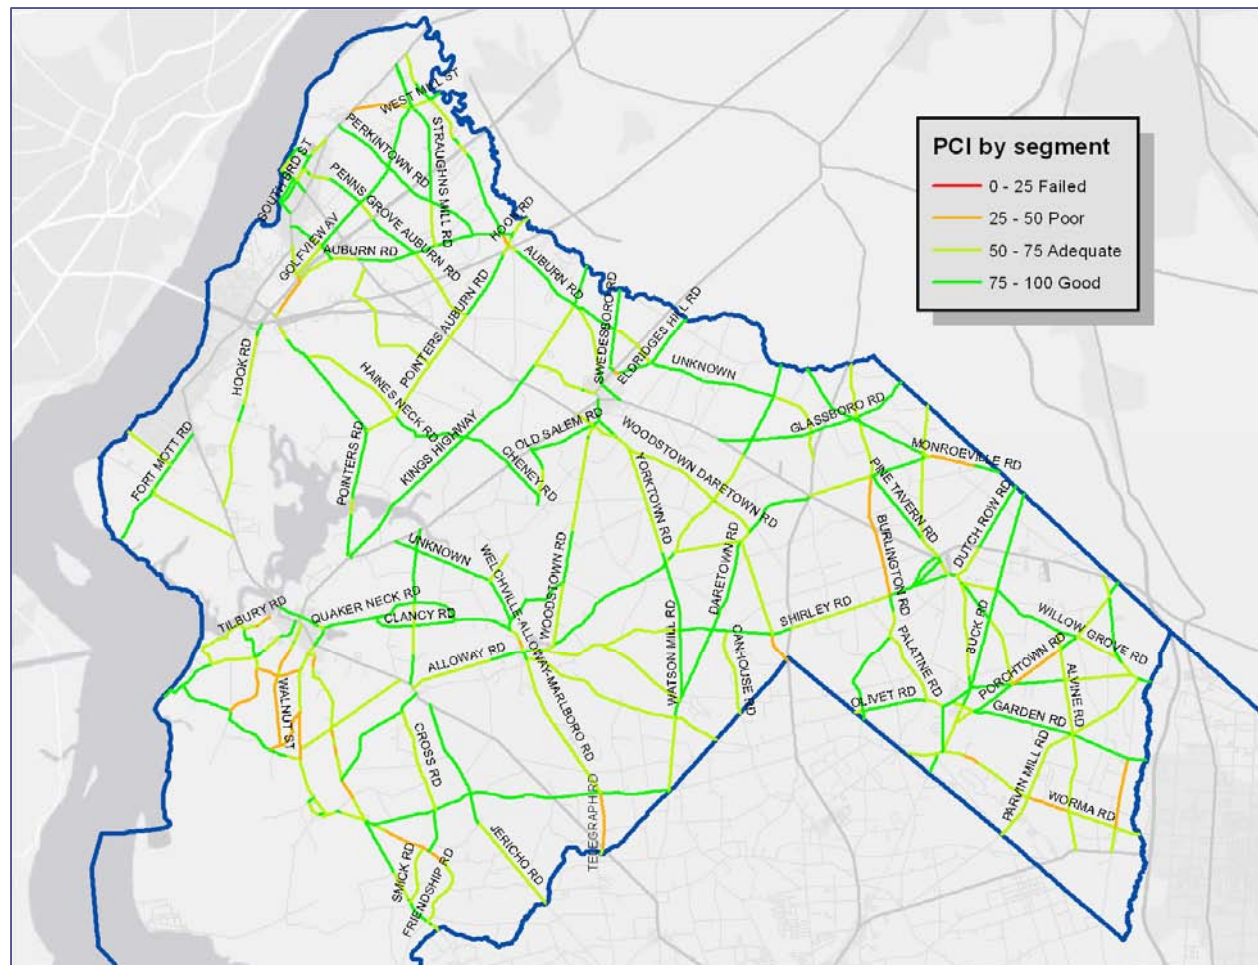 WEST MILL ST
PERKINTOWN RD
STRAUGHNS MILL RD
SOUTH BRD ST
PENNS GROVE AUBURN RD
HOOK RD
GOLFVIEW AV
AUBURN RD
AUBURN RD
PCI by segment
0 - 25 Failed
25 - 50 Poor
50 - 75 Adequate
75 - 100 Good
POINTERS AUBURN RD
SWEDESBORO RD
ELDRIDGES HILL RD
HOOK RD
HAINES NECK RD
UNKNOWN
GLASSBORO RD
FORT MOTT RD
POINTERS RD
KINGS HIGHWAY
OLD SALEM RD
CHENEY RD
WOODSTOWN DARETOWN RD
YORKTOWN RD
MONROEVILLE RD
PINE TAVERN RD
DUTCH ROW RD
BURLINGTON RD
UNKNOWN
WELCHVILLE-ALLOWAY-MARLBORO RD
WOODSTOWN RD
DARETOWN RD
TILBURY RD
QUAKER NECK RD
CLANCY RD
SHIRLEY RD
WILLOW GROVE RD
BUCK RD
PALATINE RD
PORCHTOWN RD
ALVINE RD
ALLOWAY RD
WATSON MILL RD
CANHOUSE RD
WALNUT ST
OLIVET RD
GARDEN RD
CROSS RD
PARVIN MILL RD
WORMA RD
TELEGRAPH RD
JERICHO RD
SMICK RD
FRIENDSHIP RD